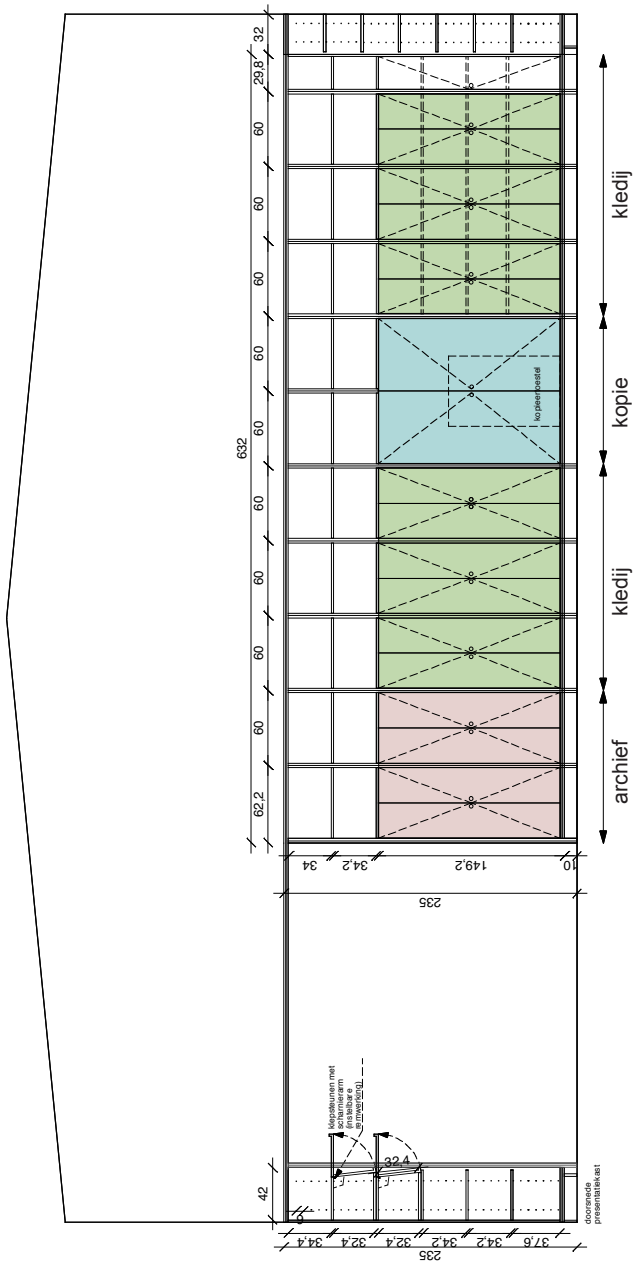 32
29,8
60
60
60
60
60
60
60
60
60
62,2
632
34
34,2
149,2
10
235
kopieertoestel
kledij
kopie
kledij
archief
klepsteunen met
scharnierarm
(instelbare
remwerking)
32,4
42
34,4
32,4
32,4
34,2
34,2
37,6
235
doorsnede
presentatiekast